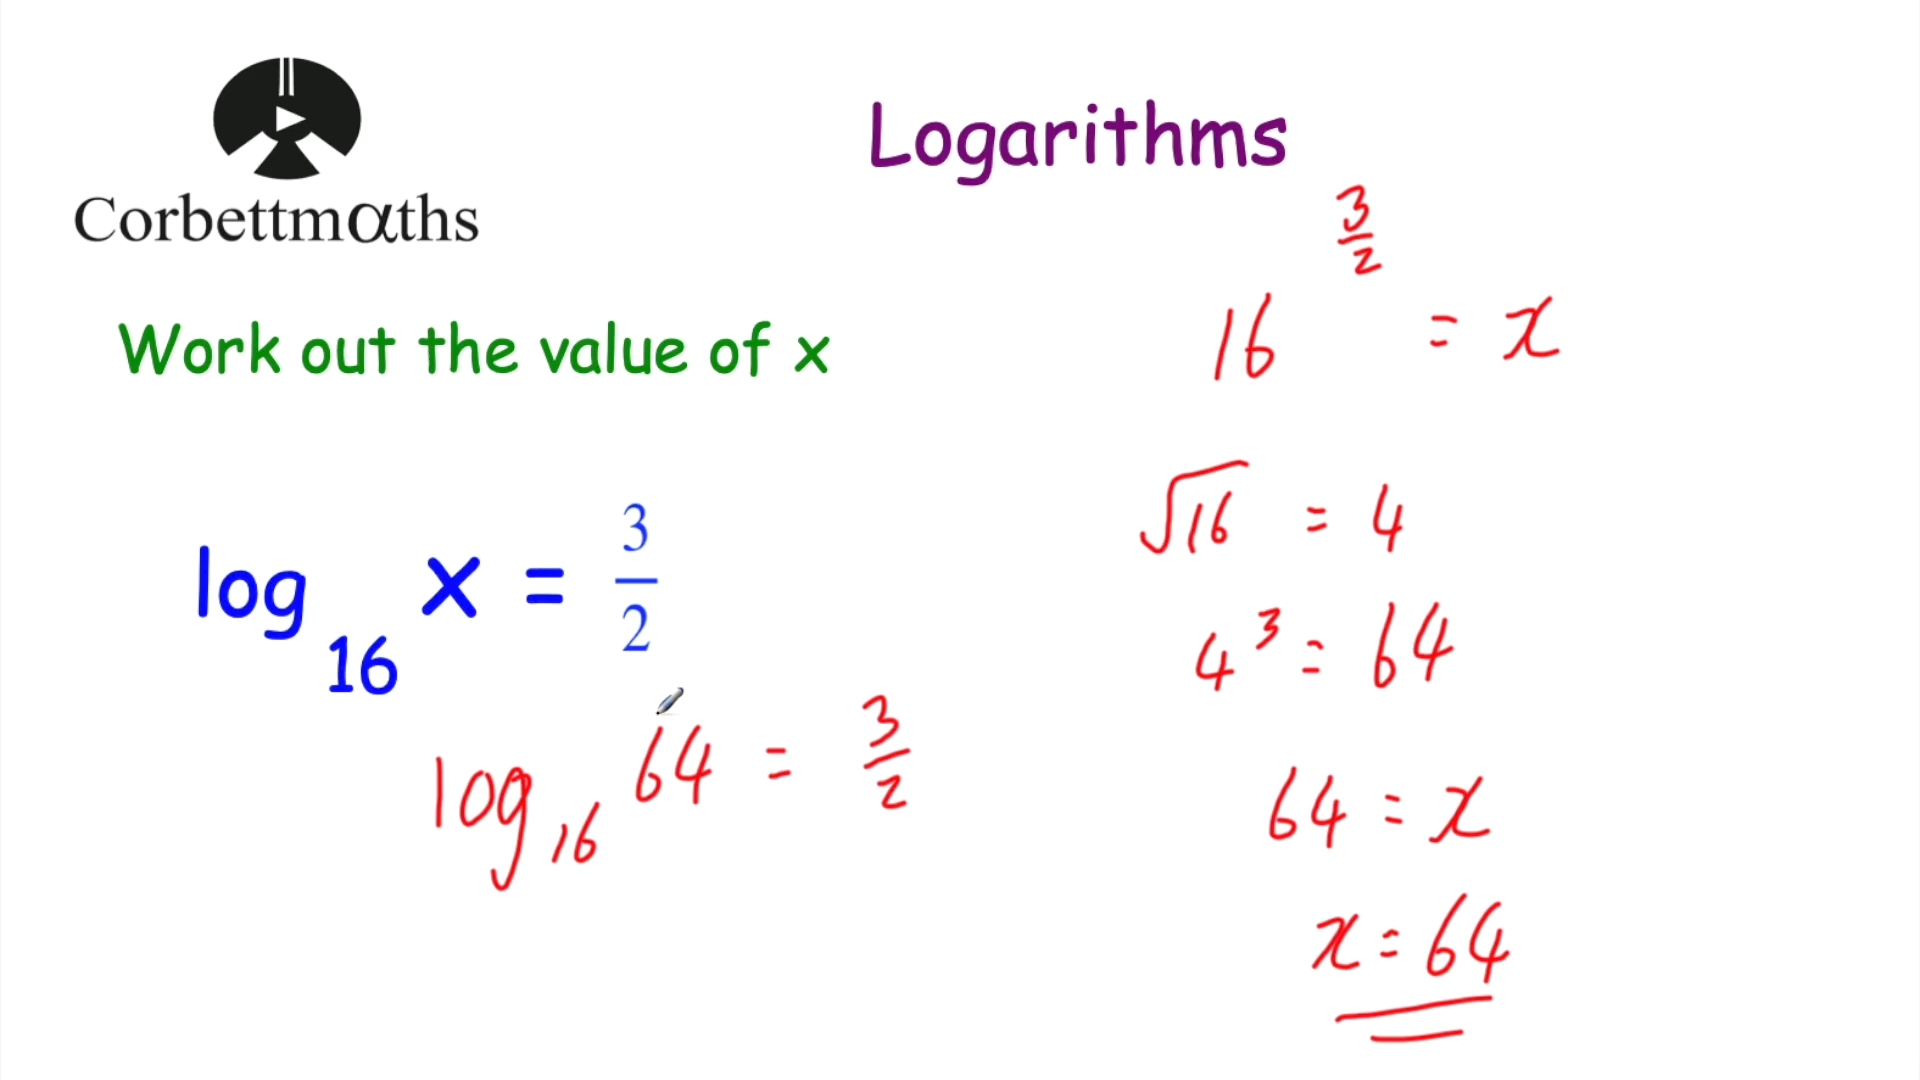 Corbettmαths
Logarithms
Work out the value of x
log₁₆ x = 3/2
log₁₆ 64 = 3/2
16^(3/2) = x
√16 = 4
4³ = 64
64 = x
x = 64